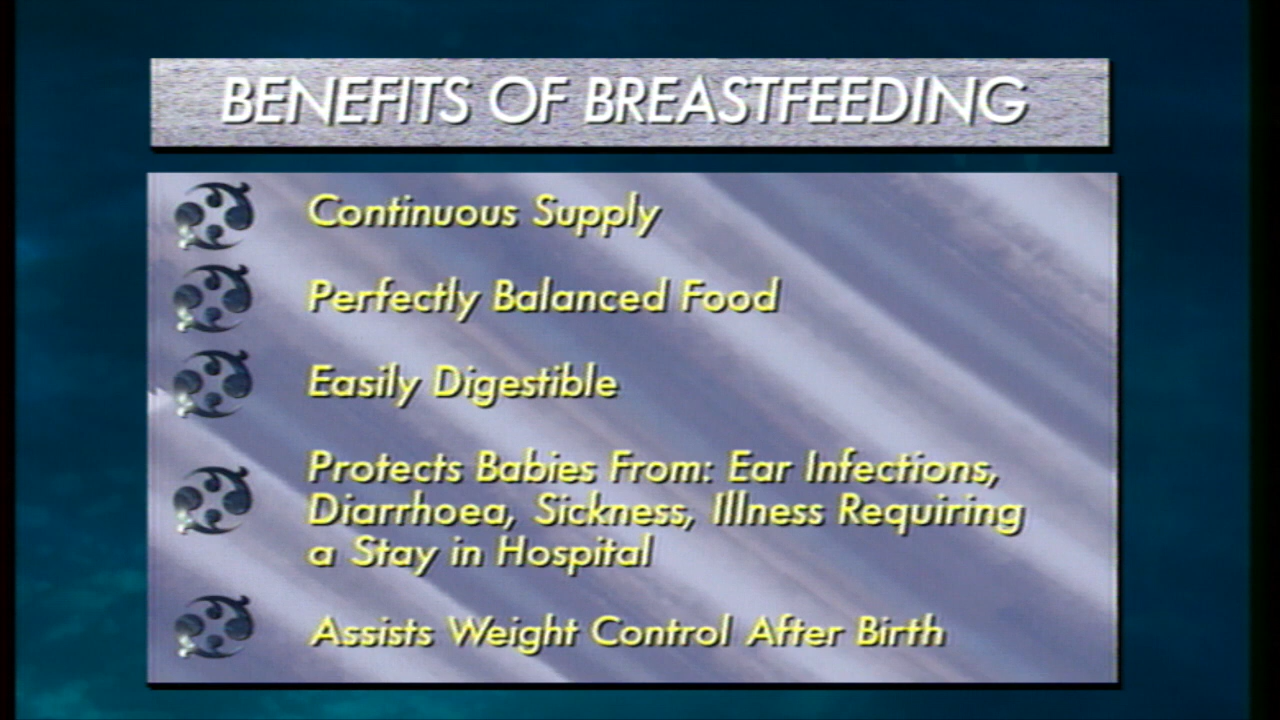 BENEFITS OF BREASTFEEDING
Continuous Supply
Perfectly Balanced Food
Easily Digestible
Protects Babies From: Ear Infections,
Diarrhoea, Sickness, Illness Requiring
a Stay in Hospital
Assists Weight Control After Birth